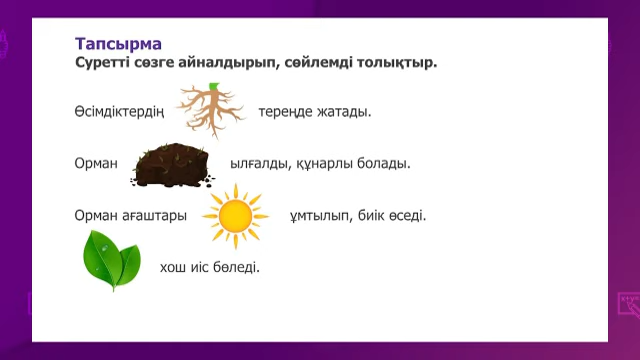 Тапсырма
Суретті сөзге айналдырып, сөйлемді толықтыр.
Өсімдіктердің тереңде жатады.
Орман ылғалды, құнарлы болады.
Орман ағаштары ұмтылып, биік өседі.
хош иіс бөледі.